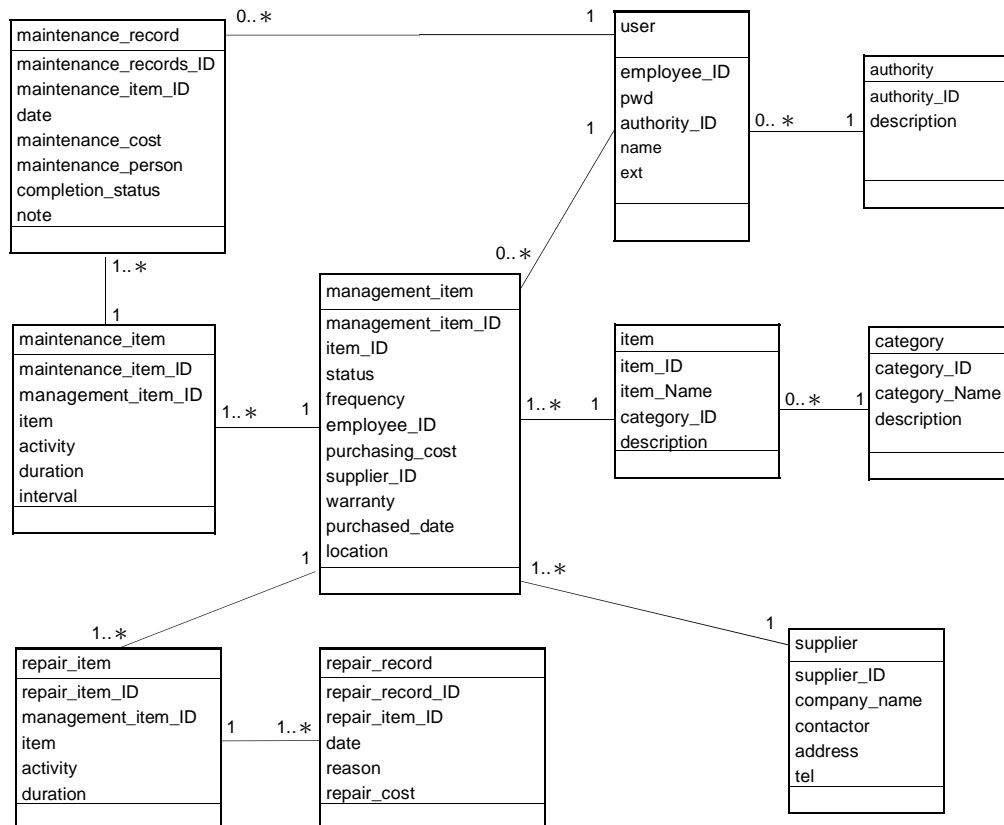 0..*
1
maintenance_record
maintenance_records_ID
maintenance_item_ID
date
maintenance_cost
maintenance_person
completion_status
note
user
employee_ID
pwd
authority_ID
name
ext
authority
authority_ID
description
0..*
1
1
0..*
1..*
1
maintenance_item
maintenance_item_ID
management_item_ID
item
activity
duration
interval
1..*
1
management_item
management_item_ID
item_ID
status
frequency
employee_ID
purchasing_cost
supplier_ID
warranty
purchased_date
location
1..*
1
item
item_ID
item_Name
category_ID
description
0..*
1
category
category_ID
category_Name
description
1
1..*
1..*
1
repair_item
repair_item_ID
management_item_ID
item
activity
duration
1
1..*
repair_record
repair_record_ID
repair_item_ID
date
reason
repair_cost
supplier
supplier_ID
company_name
contactor
address
tel